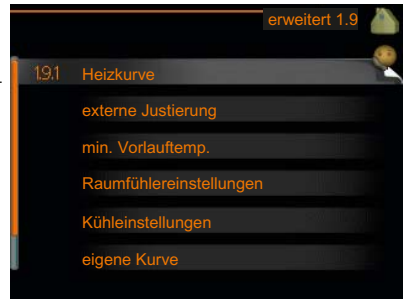 erweitert 1.9
1.9.1 Heizkurve
externe Justierung
min. Vorlauftemp.
Raumfühlereinstellungen
Kühleinstellungen
eigene Kurve